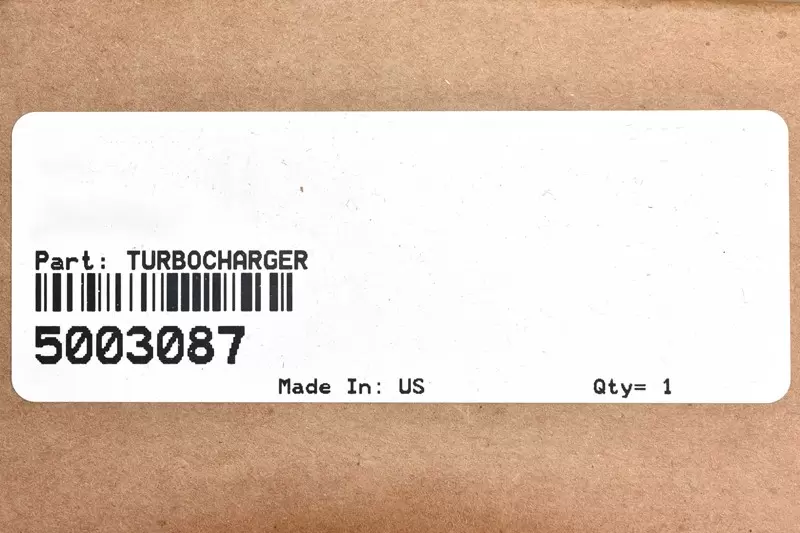 Part: TURBOCHARGER
5003087
Made In: US Qty= 1